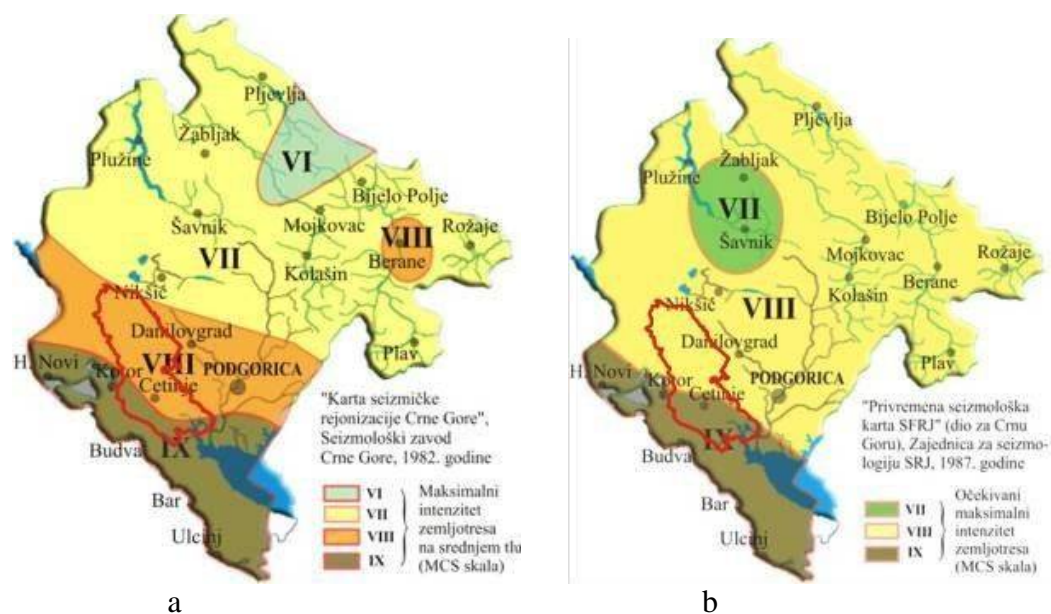 Pljevlja
Žabljak
VI
Plužine
Bijelo Polje
Šavnik
Mojkovac
VIII
Rožaje
VII
Berane
Kolašin
Nikšić
Danilovgrad
VIII
Plav
H. Novi
Kotor
Cetinje
PODGORICA
Budva
IX
Bar
Ulcinj
"Karta seizmičke
rejonizacije Crne Gore",
Seizmološki zavod
Crne Gore, 1982. godine
VI
VII
VIII
IX
Maksimalni
intenzitet
zemljotresa
na srednjem tlu
(MCS skala)
a
Pljevlja
Žabljak
Plužine
VII
Bijelo Polje
Šavnik
Mojkovac
Rožaje
Berane
Kolašin
Nikšić
VIII
Danilovgrad
Plav
H. Novi
Kotor
Cetinje
PODGORICA
IX
Budva
Bar
Ulcinj
"Privremena seizmološka
karta SFRJ" (dio za Crnu
Goru), Zajednica za seizmo-
logiju SRJ, 1987. godine
VII
VIII
IX
Očekivani
maksimalni
intenzitet
zemljotresa
(MCS skala)
b